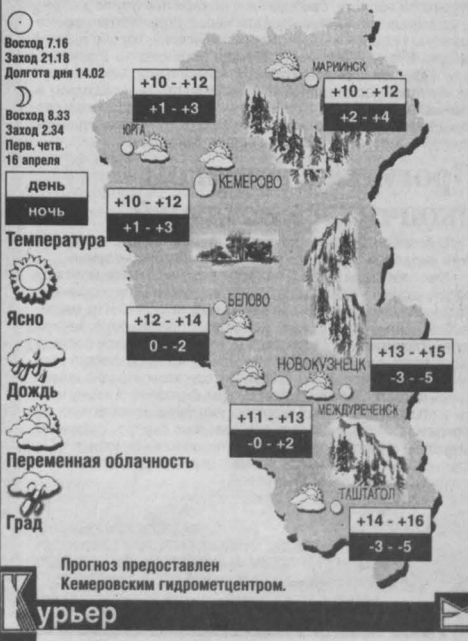 Восход 7.16
Заход 21.18
Долгота дня 14.02
Восход 8.33
Заход 2.34
Перв. четв.
16 апреля
день
ночь
Температура
Ясно
Дождь
Переменная облачность
Град
+10 - +12
+1 - +3
ЮРГА
МАРИИНСК
+10 - +12
+2 - +4
КЕМЕРОВО
+10 - +12
+1 - +3
БЕЛОВО
+12 - +14
0 - -2
НОВОКУЗНЕЦК
+11 - +13
-0 - +2
+13 - +15
-3 - -5
МЕЖДУРЕЧЕНСК
ТАШТАГОЛ
+14 - +16
-3 - -5
Прогноз предоставлен
Кемеровским гидрометцентром.
Курьер